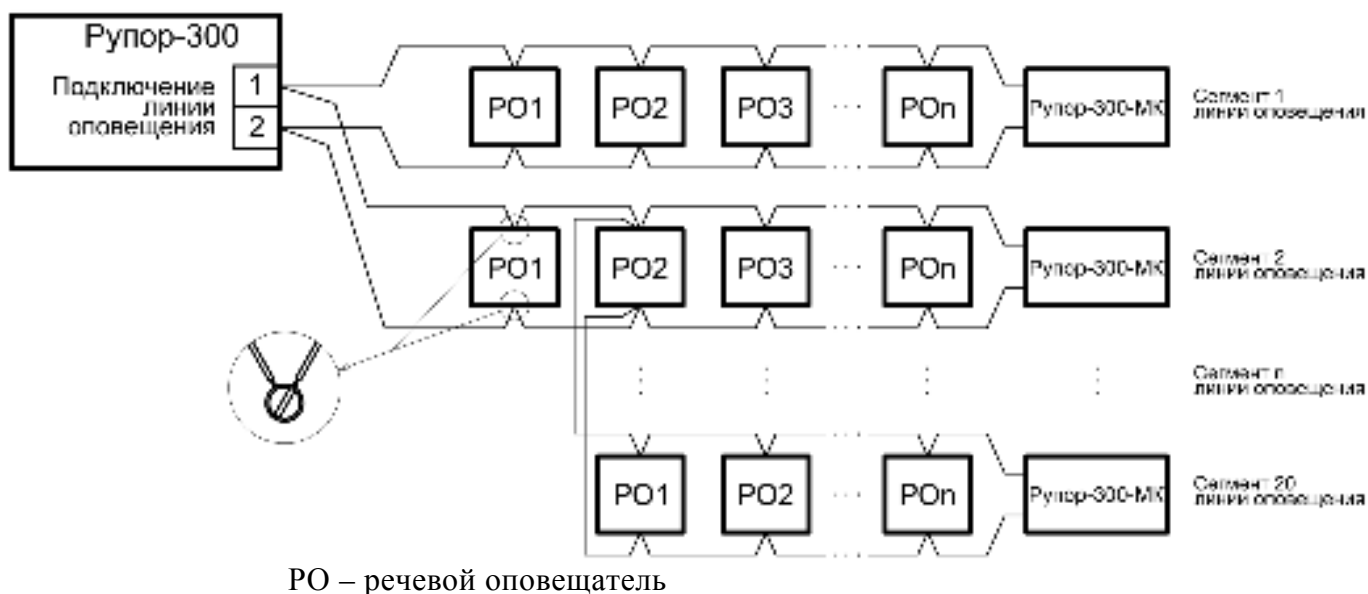 Рупор-300
Подключение
линии
оповещения
1
2
РО1
РО2
РО3
РОn
Рупор-300-МК
Сегмент 1
линии оповещения
РО1
РО2
РО3
РОn
Рупор-300-МК
Сегмент 2
линии оповещения
Сегмент n
линии оповещения
РО1
РО2
РОn
Рупор-300-МК
Сегмент 20
линии оповещения
РО – речевой оповещатель